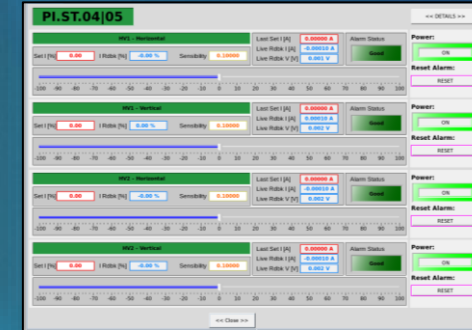 PI.ST.04|05
<< DETAILS >>
HV1 - Horizontal
Last Set I [A] 0.00000 A Alarm Status Power:
Set I [%] 0.00 I Rdbk [%] -0.00 % Sensibility 0.10000 Live Rdbk I [A] -0.00010 A Good ON
Live Rdbk V [V] 0.001 V Reset Alarm:
RESET
-100 -90 -80 -70 -60 -50 -40 -30 -20 -10 0 10 20 30 40 50 60 70 80 90 100
HV1 - Vertical
Last Set I [A] 0.00000 A Alarm Status Power:
Set I [%] 0.00 I Rdbk [%] 0.00 % Sensibility 0.10000 Live Rdbk I [A] 0.00010 A Good ON
Live Rdbk V [V] 0.002 V Reset Alarm:
RESET
-100 -90 -80 -70 -60 -50 -40 -30 -20 -10 0 10 20 30 40 50 60 70 80 90 100
HV2 - Horizontal
Last Set I [A] 0.00000 A Alarm Status Power:
Set I [%] 0.00 I Rdbk [%] -0.00 % Sensibility 0.10000 Live Rdbk I [A] -0.00010 A Good ON
Live Rdbk V [V] 0.002 V Reset Alarm:
RESET
-100 -90 -80 -70 -60 -50 -40 -30 -20 -10 0 10 20 30 40 50 60 70 80 90 100
HV2 - Vertical
Last Set I [A] 0.00000 A Alarm Status Power:
Set I [%] 0.00 I Rdbk [%] -0.00 % Sensibility 0.10000 Live Rdbk I [A] -0.00010 A Good ON
Live Rdbk V [V] 0.002 V Reset Alarm:
RESET
-100 -90 -80 -70 -60 -50 -40 -30 -20 -10 0 10 20 30 40 50 60 70 80 90 100
<< Close >>